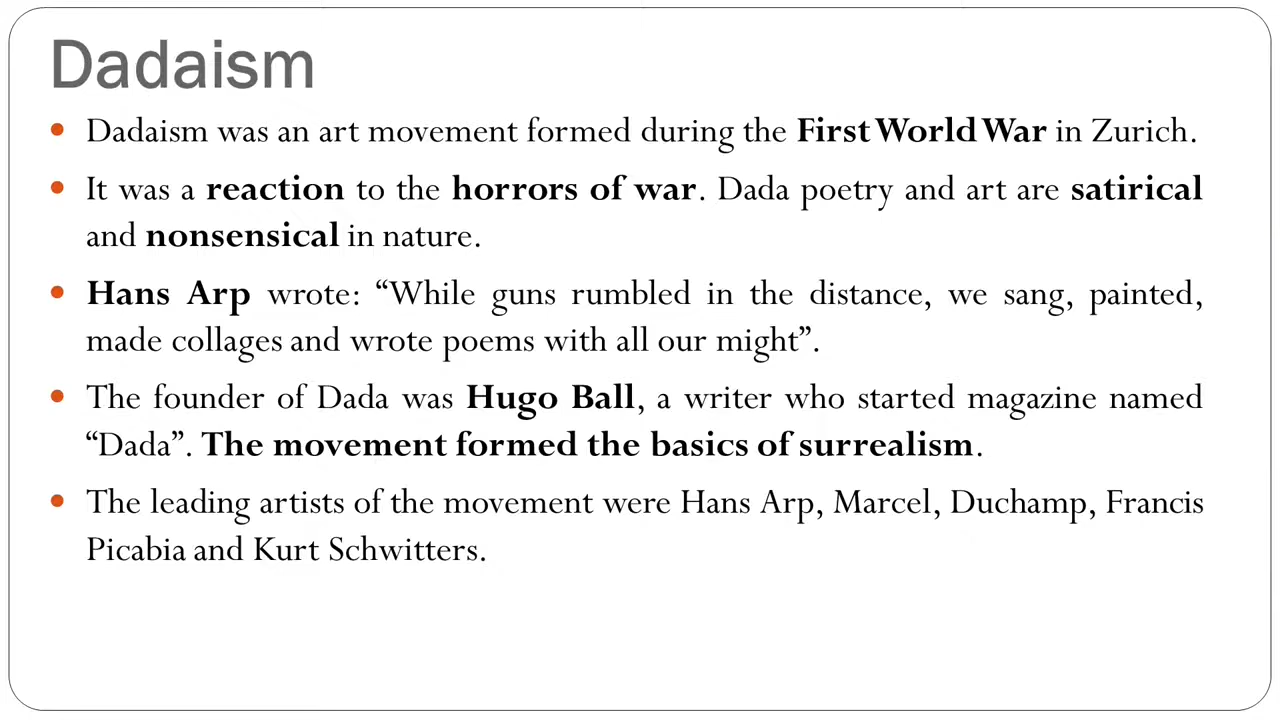 Dadaism
• Dadaism was an art movement formed during the First World War in Zurich.
• It was a reaction to the horrors of war. Dada poetry and art are satirical
and nonsensical in nature.
• Hans Arp wrote: “While guns rumbled in the distance, we sang, painted,
made collages and wrote poems with all our might”.
• The founder of Dada was Hugo Ball, a writer who started magazine named
“Dada”. The movement formed the basics of surrealism.
• The leading artists of the movement were Hans Arp, Marcel, Duchamp, Francis
Picabia and Kurt Schwitters.